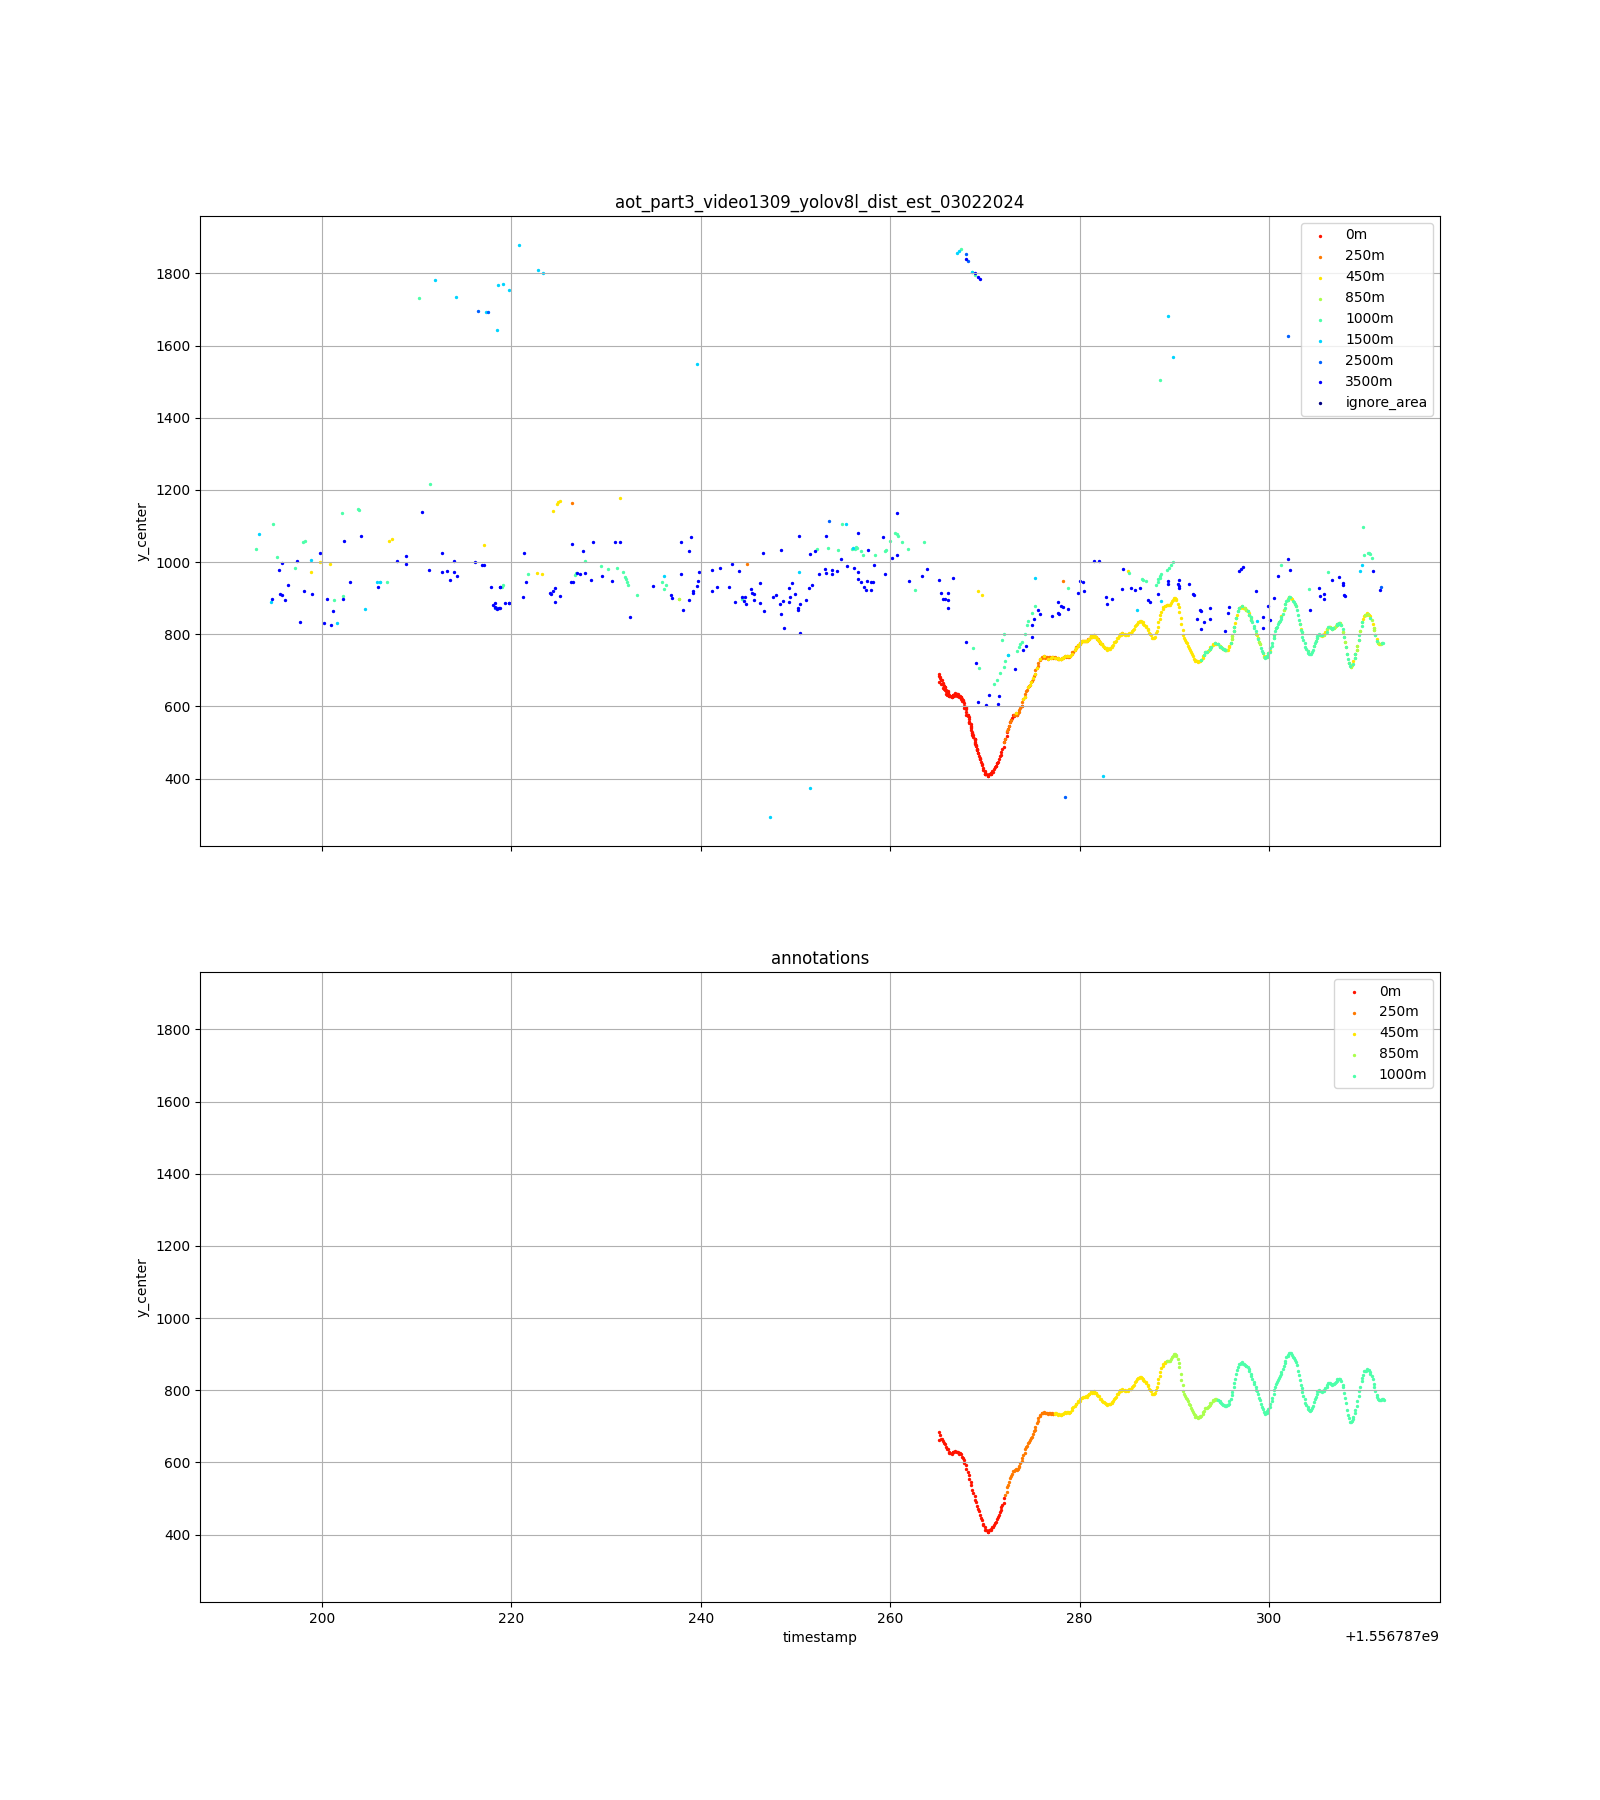 aot_part3_video1309_yolov8l_dist_est_03022024
0m
250m
450m
850m
1000m
1500m
2500m
3500m
ignore_area
1800
1600
1400
1200
1000
800
600
400
y_center
annotations
0m
250m
450m
850m
1000m
1800
1600
1400
1200
1000
800
600
400
y_center
200 220 240 260 280 300
timestamp
+1.556787e9